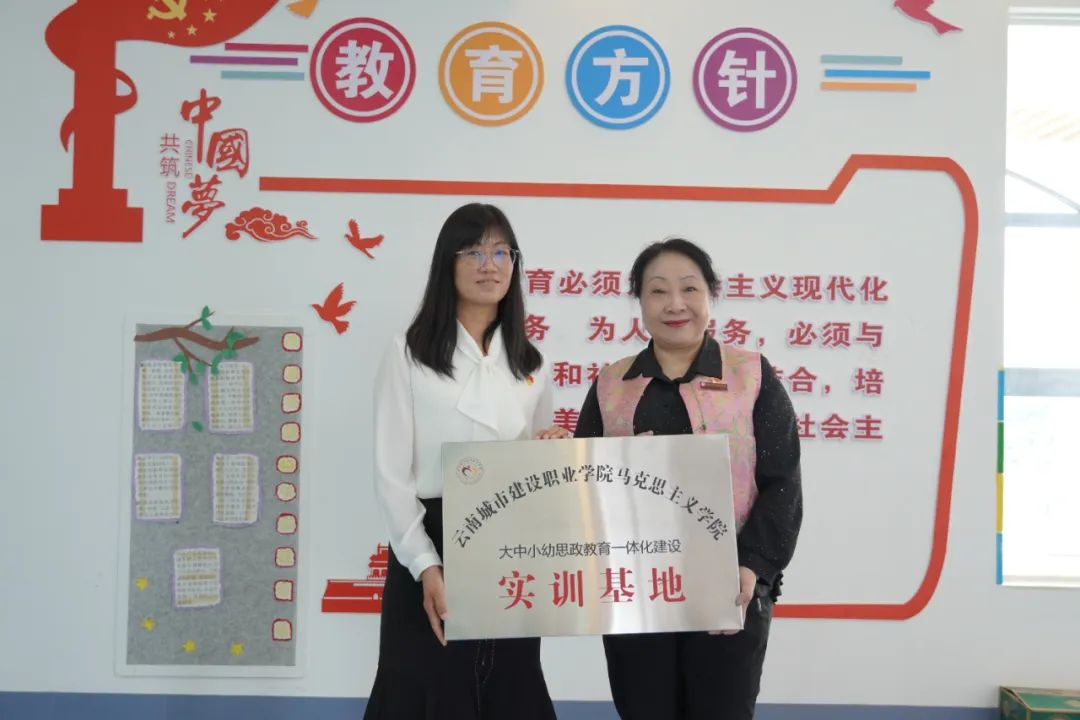 教育方针
中國夢
共筑
CHINESE
DREAM
育必须 主义现代化
务 为人 服务，必须与
和 结合，培
美 社会主
云南城市建设职业学院马克思主义学院
大中小幼思政教育一体化建设
实训基地